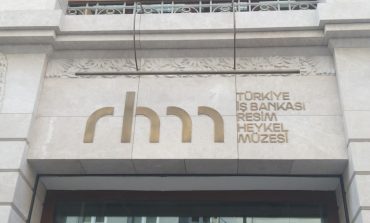 rhm
TÜRKİYE
İŞ BANKASI
RESİM
HEYKEL
MÜZESİ